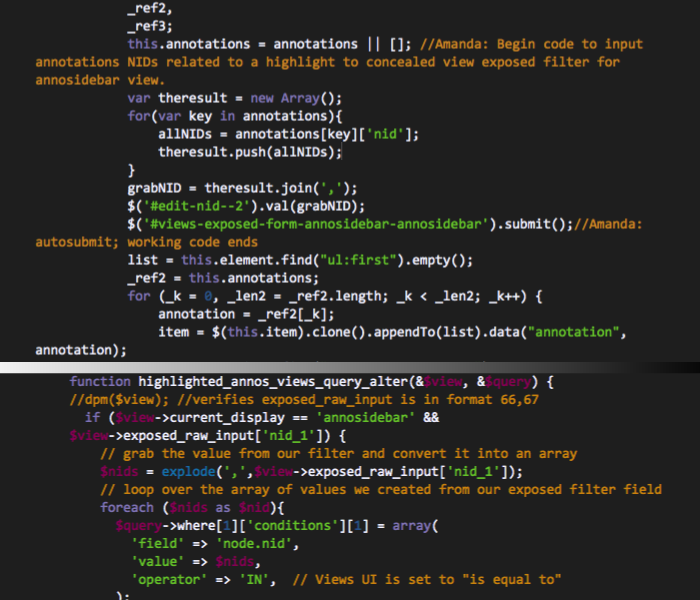 _ref2,
_ref3;
this.annotations = annotations || []; //Amanda: Begin code to input
annotations NIDs related to a highlight to concealed view exposed filter for
annosidebar view.
var theresult = new Array();
for(var key in annotations){
allNIDs = annotations[key]['nid'];
theresult.push(allNIDs);
}
grabNID = theresult.join(',');
$('#edit-nid--2').val(grabNID);
$('#views-exposed-form-annosidebar-annosidebar').submit();//Amanda:
autosubmit; working code ends
list = this.element.find("ul:first").empty();
_ref2 = this.annotations;
for (_k = 0, _len2 = _ref2.length; _k < _len2; _k++) {
annotation = _ref2[_k];
item = $(this.item).clone().appendTo(list).data("annotation",
annotation);
function highlighted_annos_views_query_alter(&$view, &$query) {
//dpm($view); //verifies exposed_raw_input is in format 66,67
if ($view->current_display == 'annosidebar' &&
$view->exposed_raw_input['nid_1']) {
// grab the value from our filter and convert it into an array
$nids = explode(',',$view->exposed_raw_input['nid_1']);
// loop over the array of values we created from our exposed filter field
foreach ($nids as $nid){
$query->where[1]['conditions'][1] = array(
'field' => 'node.nid',
'value' => $nids,
'operator' => 'IN', // Views UI is set to "is equal to"
);